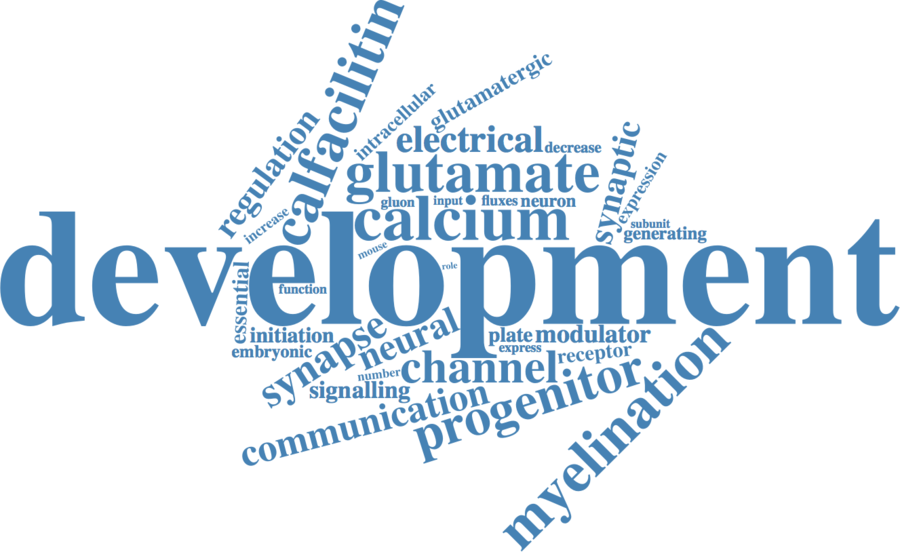 calfacilitin
glutamatergic
intracellular
regulation
electrical
decrease
synaptic
glutamate
expression
gluon
input
fluxes
neuron
increase
calcium
subunit
generating
mouse
development
role
essential
function
initiation
synapse
neural
plate
modulator
embryonic
express
receptor
number
channel
signalling
progenitor
communication
myelination